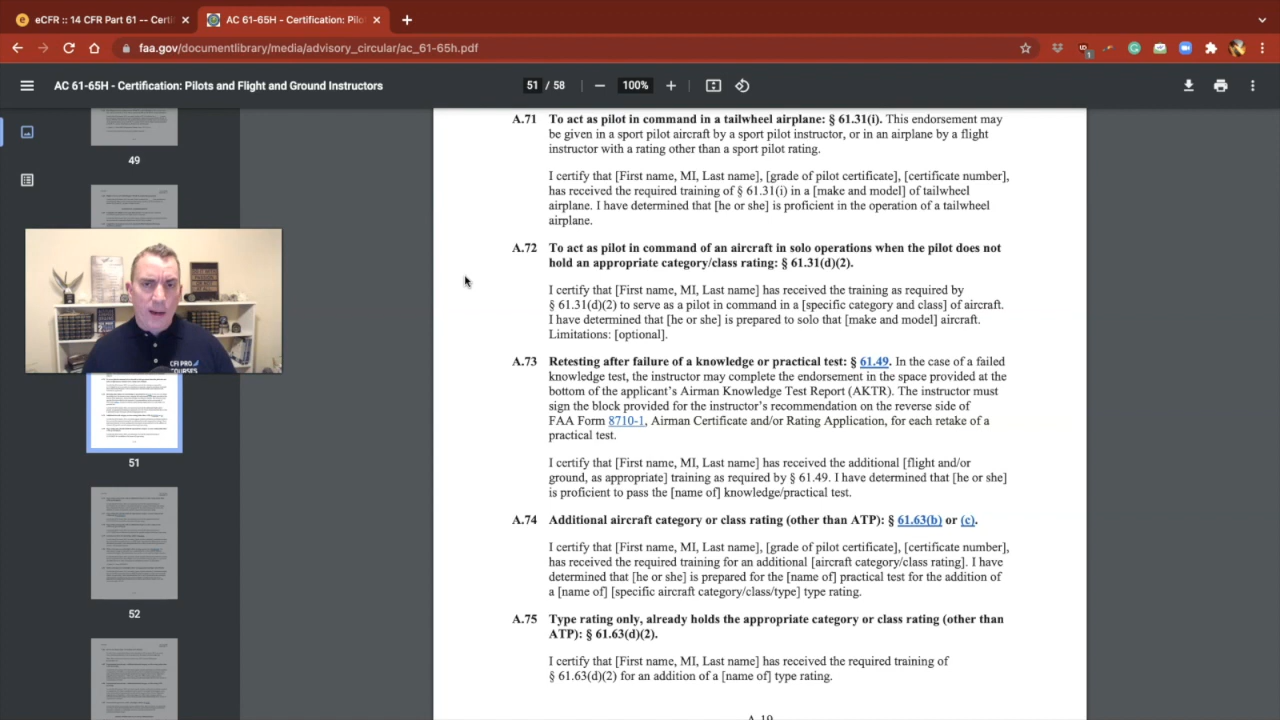 eCFR :: 14 CFR Part 61 -- Certi
AC 61-65H - Certification: Pilot
faa.gov/documentlibrary/media/advisory_circular/ac_61-65h.pdf
AC 61-65H - Certification: Pilots and Flight and Ground Instructors
51 / 58
100%
49
51
52
CFI PRO
COURSES
A.71 To act as pilot in command in a tailwheel airplane: § 61.31(i). This endorsement may
be given in a sport pilot aircraft by a sport pilot instructor, or in an airplane by a flight
instructor with a rating other than a sport pilot rating.
I certify that [First name, MI, Last name], [grade of pilot certificate], [certificate number],
has received the required training of § 61.31(i) in a [make and model] of tailwheel
airplane. I have determined that [he or she] is proficient in the operation of a tailwheel
airplane.
A.72 To act as pilot in command of an aircraft in solo operations when the pilot does not
hold an appropriate category/class rating: § 61.31(d)(2).
I certify that [First name, MI, Last name] has received the training as required by
§ 61.31(d)(2) to serve as a pilot in command in a [specific category and class] of aircraft.
I have determined that [he or she] is prepared to solo that [make and model] aircraft.
Limitations: [optional].
A.73 Retesting after failure of a knowledge or practical test: § 61.49. In the case of a failed
knowledge test, the instructor may complete the endorsement in the space provided at the
bottom of the applicant's Airman Knowledge Test Report (AKTR). The instructor must
complete the block provided for the instructor's recommendation on the reverse side of
FAA Form 8710-1, Airman Certificate and/or Rating Application, for each retake of a
practical test.
I certify that [First name, MI, Last name] has received the additional [flight and/or
ground, as appropriate] training as required by § 61.49. I have determined that [he or she]
is proficient to pass the [name of] knowledge/practical test.
A.74 Additional aircraft category or class rating (other than ATP): § 61.63(b) or (c).
I certify that [First name, MI, Last name], [grade of pilot certificate], [certificate number],
has received the required training for an additional [aircraft category/class rating]. I have
determined that [he or she] is prepared for the [name of] practical test for the addition of
a [name of] [specific aircraft category/class/type] type rating.
A.75 Type rating only, already holds the appropriate category or class rating (other than
ATP): § 61.63(d)(2).
I certify that [First name, MI, Last name] has received the required training of
(d)(2) for an addition of a [name of] type rating.